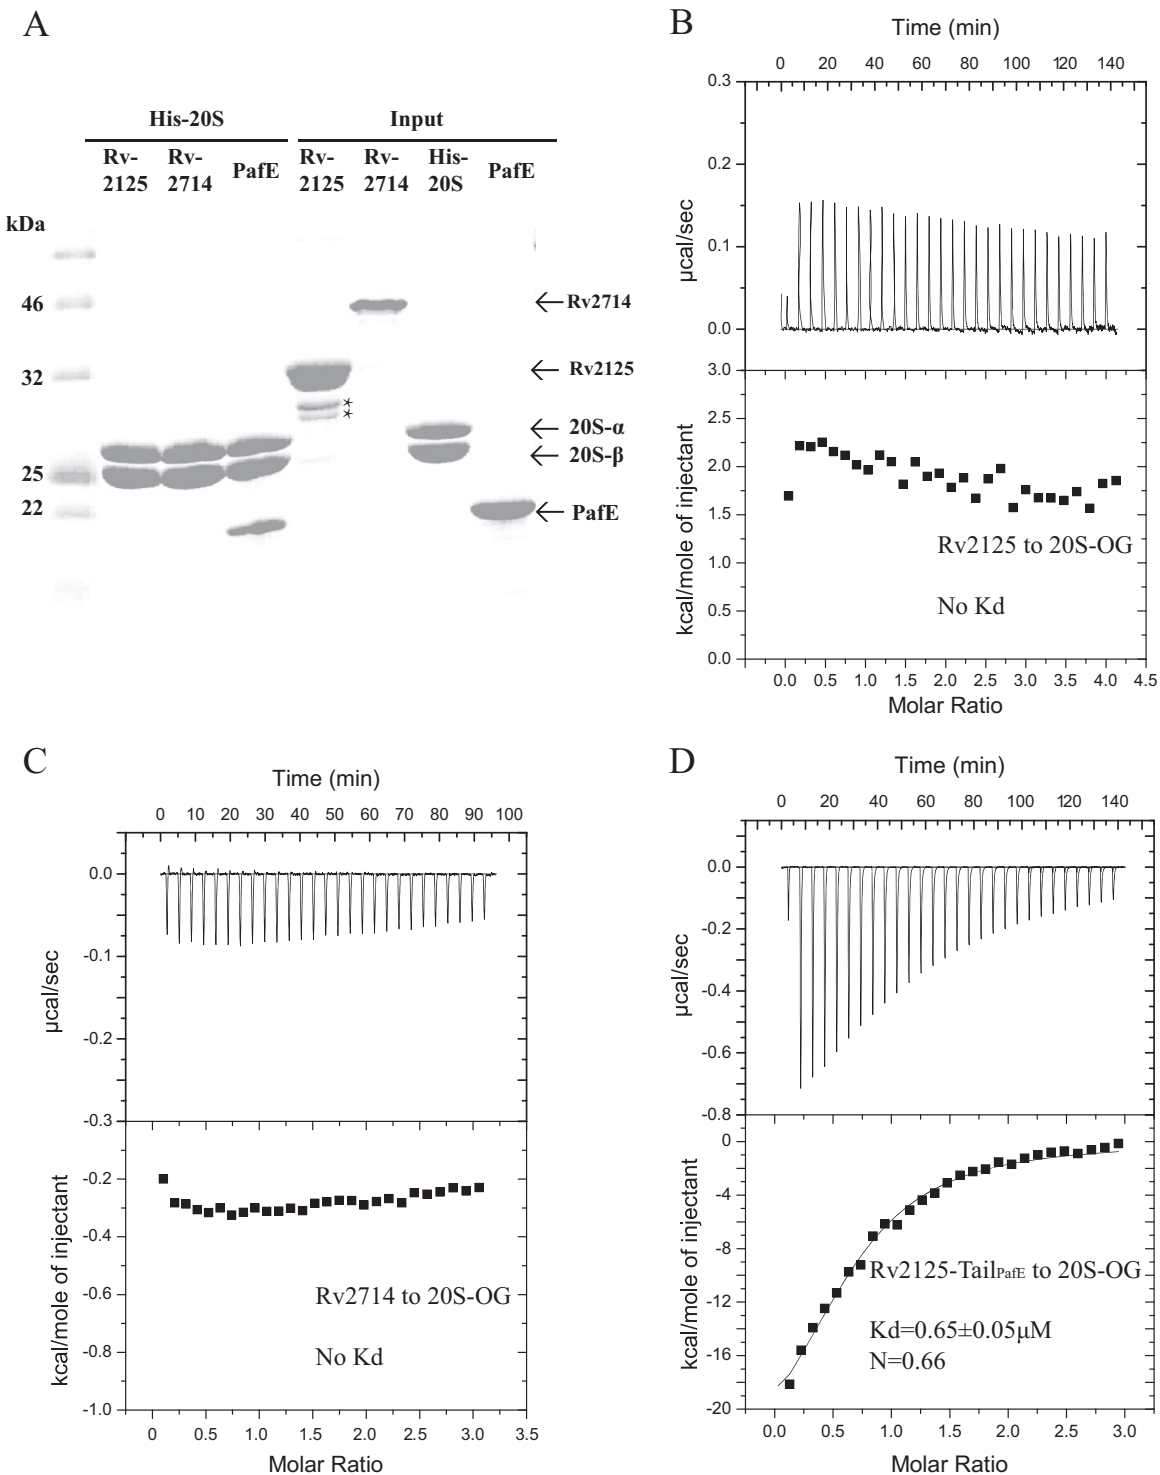 A
His-20S Input
Rv-
2125
Rv-
2714
PafE
Rv-
2125
Rv-
2714
His-
20S
PafE
kDa
46
32
25
22
Rv2714
Rv2125
*
*
20S-α
20S-β
PafE
B
Time (min)
0 20 40 60 80 100 120 140
0.3
0.2
0.1
0.0
µcal/sec
3.0
2.5
2.0
1.5
1.0
0.5
0.0
kcal/mole of injectant
Rv2125 to 20S-OG
No Kd
0.0 0.5 1.0 1.5 2.0 2.5 3.0 3.5 4.0 4.5
Molar Ratio
C
Time (min)
0 10 20 30 40 50 60 70 80 90 100
0.0
-0.1
-0.2
-0.3
µcal/sec
-0.2
-0.4
-0.6
-0.8
-1.0
kcal/mole of injectant
Rv2714 to 20S-OG
No Kd
0 0.5 1.0 1.5 2.0 2.5 3.0 3.5
Molar Ratio
D
Time (min)
0 20 40 60 80 100 120 140
0.0
-0.2
-0.4
-0.6
-0.8
µcal/sec
0
-4
-8
-12
-16
-20
kcal/mole of injectant
Rv2125-TailPafE to 20S-OG
Kd=0.65±0.05µM
N=0.66
0.0 0.5 1.0 1.5 2.0 2.5 3.0
Molar Ratio